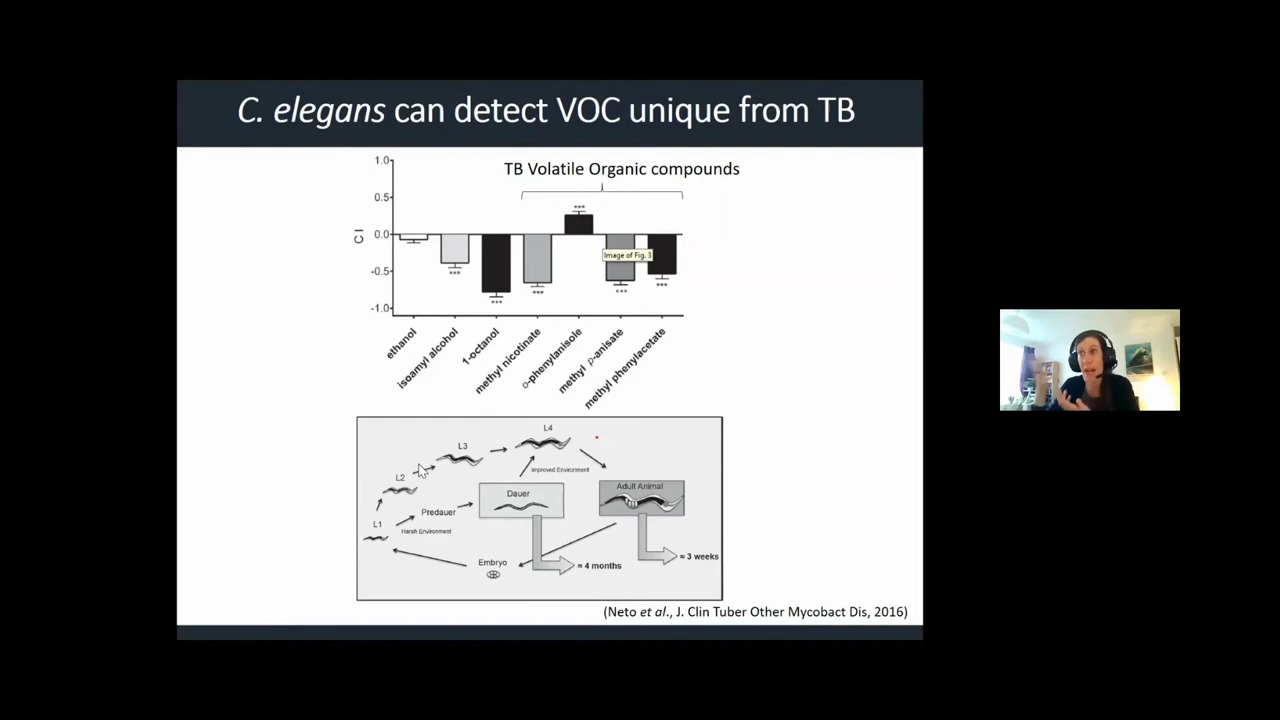 C. elegans can detect VOC unique from TB
TB Volatile Organic compounds
1.0
0.5
0.0
-0.5
-1.0
CI
***
***
***
***
***
***
Image of Fig. 3
ethanol
isoamyl alcohol
1-octanol
methyl nicotinate
o-phenylanisole
methyl p-anisate
methyl phenylacetate
L4
L3
L2
L1
Improved Environment
Dauer
Adult Animal
Predauer
Harsh Environment
Embryo
≈ 4 months
≈ 3 weeks
(Neto et al., J. Clin Tuber Other Mycobact Dis, 2016)